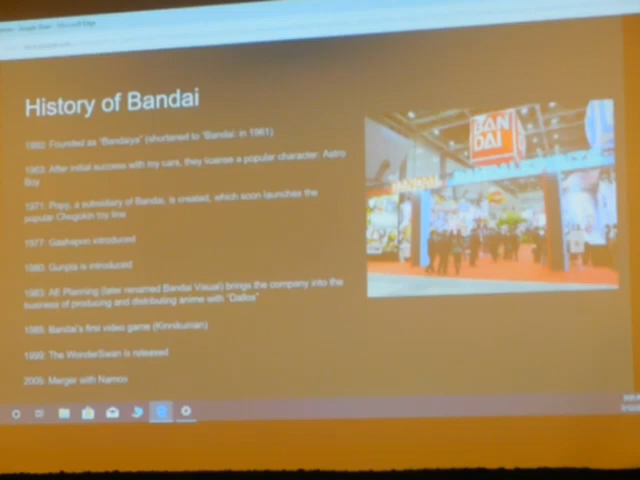 Microsoft Edge
History of Bandai
Founded as "Bandaiya" (shortened to "Bandai: in 1961)
1963: After initial success with toy cars, they license a popular character: Astro
Boy
1971: Popy, a subsidiary of Bandai, is created, which soon launches the
popular Chogokin toy line
1977: Gashapon introduced
1980: Gunpla is introduced
1983: AE Planning (later renamed Bandai Visual) brings the company into the
business of producing and distributing anime with "Dallos"
1985: Bandai's first video game (Kinnikuman)
1999: The WonderSwan is released
2005: Merger with Namco
BAN
DAI